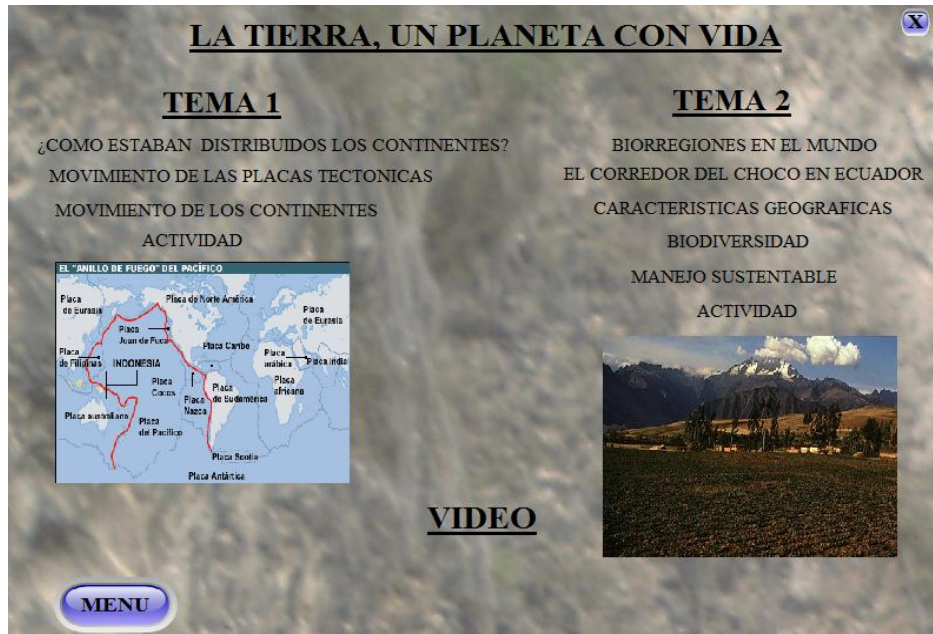 LA TIERRA, UN PLANETA CON VIDA
X
TEMA 1
¿COMO ESTABAN DISTRIBUIDOS LOS CONTINENTES?
MOVIMIENTO DE LAS PLACAS TECTONICAS
MOVIMIENTO DE LOS CONTINENTES
ACTIVIDAD
EL "ANILLO DE FUEGO" DEL PACÍFICO
Placa
de Eurasia
Placa de Norte América
Placa
de Eurasia
Placa
Juan de Fuca
Placa Caribe
Placa
de Filipinas
INDONESIA
Placa
arábica
Placa India
Placa
Cocos
Placa
Nazca
Placa
de Sudamérica
Placa
africana
Placa australiana
Placa
del Pacífico
Placa Scotia
Placa Antártica
TEMA 2
BIORREGIONES EN EL MUNDO
EL CORREDOR DEL CHOCO EN ECUADOR
CARACTERISTICAS GEOGRAFICAS
BIODIVERSIDAD
MANEJO SUSTENTABLE
ACTIVIDAD
VIDEO
MENU